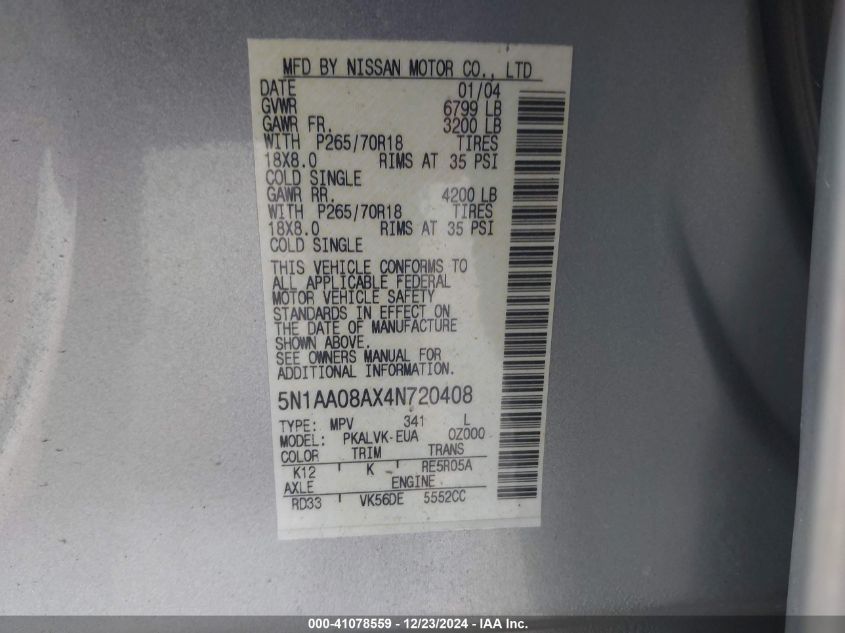 MFD BY NISSAN MOTOR CO., LTD
DATE 01/04
GVWR 6799 LB
GAWR FR. 3200 LB
WITH P265/70R18 TIRES
18X8.0 RIMS AT 35 PSI
COLD SINGLE
GAWR RR. 4200 LB
WITH P265/70R18 TIRES
18X8.0 RIMS AT 35 PSI
COLD SINGLE
THIS VEHICLE CONFORMS TO
ALL APPLICABLE FEDERAL
MOTOR VEHICLE SAFETY
STANDARDS IN EFFECT ON
THE DATE OF MANUFACTURE
SHOWN ABOVE.
SEE OWNERS MANUAL FOR
ADDITIONAL INFORMATION.
5N1AA08AX4N720408
TYPE: MPV 341 L
MODEL: PKALVK-EUA 0Z000
COLOR TRIM TRANS
K12 K RE5R05A
AXLE ENGINE
RD33 VK56DE 5552CC
000-41078559 - 12/23/2024 - IAAI Inc.